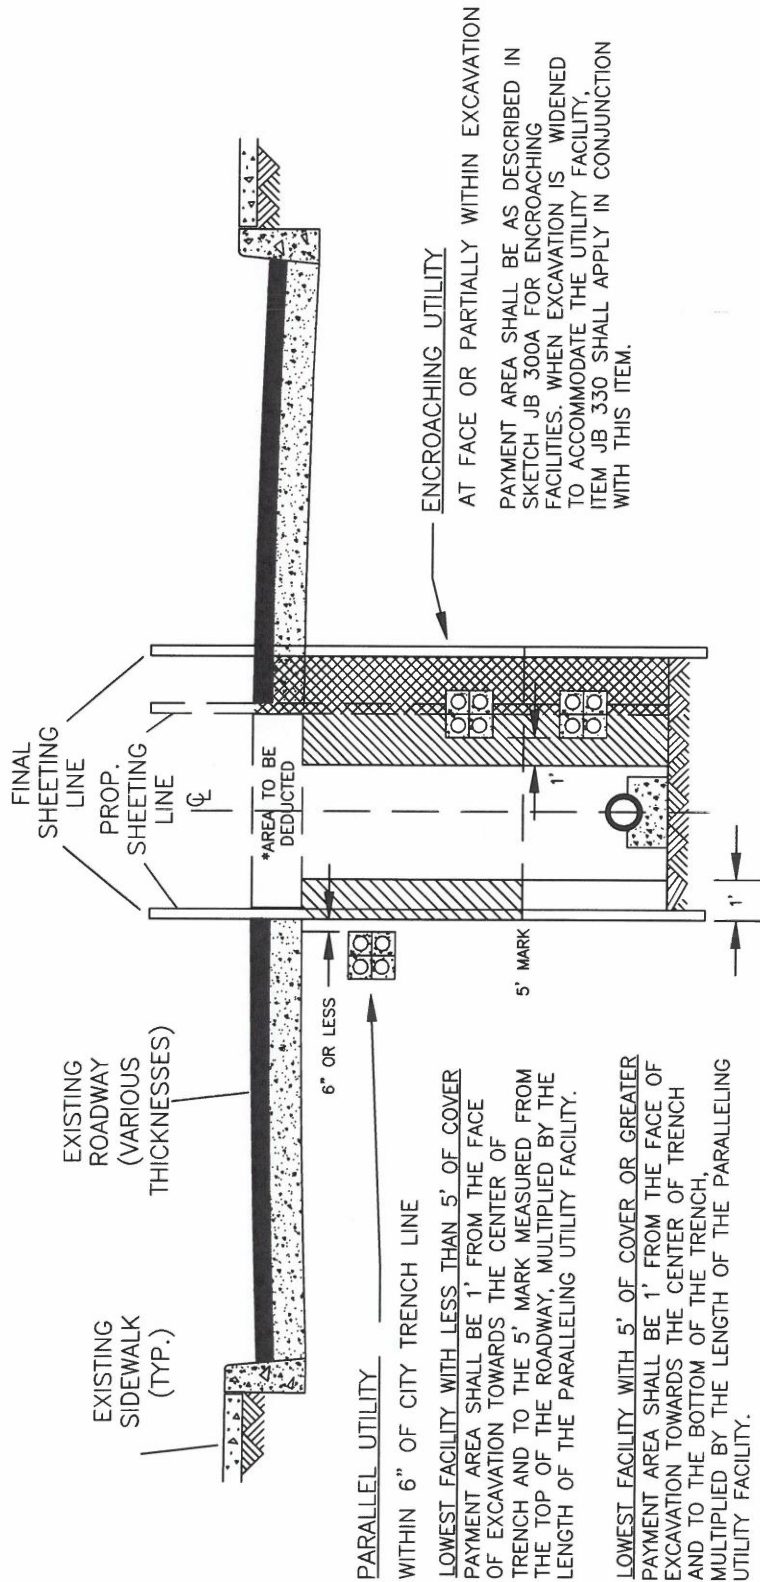 EXISTING
SIDEWALK
(TYP.)
EXISTING
ROADWAY
(VARIOUS
THICKNESSES)
FINAL
SHEETING
LINE
PROP.
SHEETING
LINE
℄
*AREA TO BE
DEDUCTED
6" OR LESS
5' MARK
1'
1'
PARALLEL UTILITY
WITHIN 6" OF CITY TRENCH LINE
LOWEST FACILITY WITH LESS THAN 5' OF COVER
PAYMENT AREA SHALL BE 1' FROM THE FACE
OF EXCAVATION TOWARDS THE CENTER OF
TRENCH AND TO THE 5' MARK MEASURED FROM
THE TOP OF THE ROADWAY, MULTIPLIED BY THE
LENGTH OF THE PARALLELING UTILITY FACILITY.
LOWEST FACILITY WITH 5' OF COVER OR GREATER
PAYMENT AREA SHALL BE 1' FROM THE FACE OF
EXCAVATION TOWARDS THE CENTER OF TRENCH
AND TO THE BOTTOM OF THE TRENCH,
MULTIPLIED BY THE LENGTH OF THE PARALLELING
UTILITY FACILITY.
ENCROACHING UTILITY
AT FACE OR PARTIALLY WITHIN EXCAVATION
PAYMENT AREA SHALL BE AS DESCRIBED IN
SKETCH JB 300A FOR ENCROACHING
FACILITIES. WHEN EXCAVATION IS WIDENED
TO ACCOMMODATE THE UTILITY FACILITY,
ITEM JB 330 SHALL APPLY IN CONJUNCTION
WITH THIS ITEM.